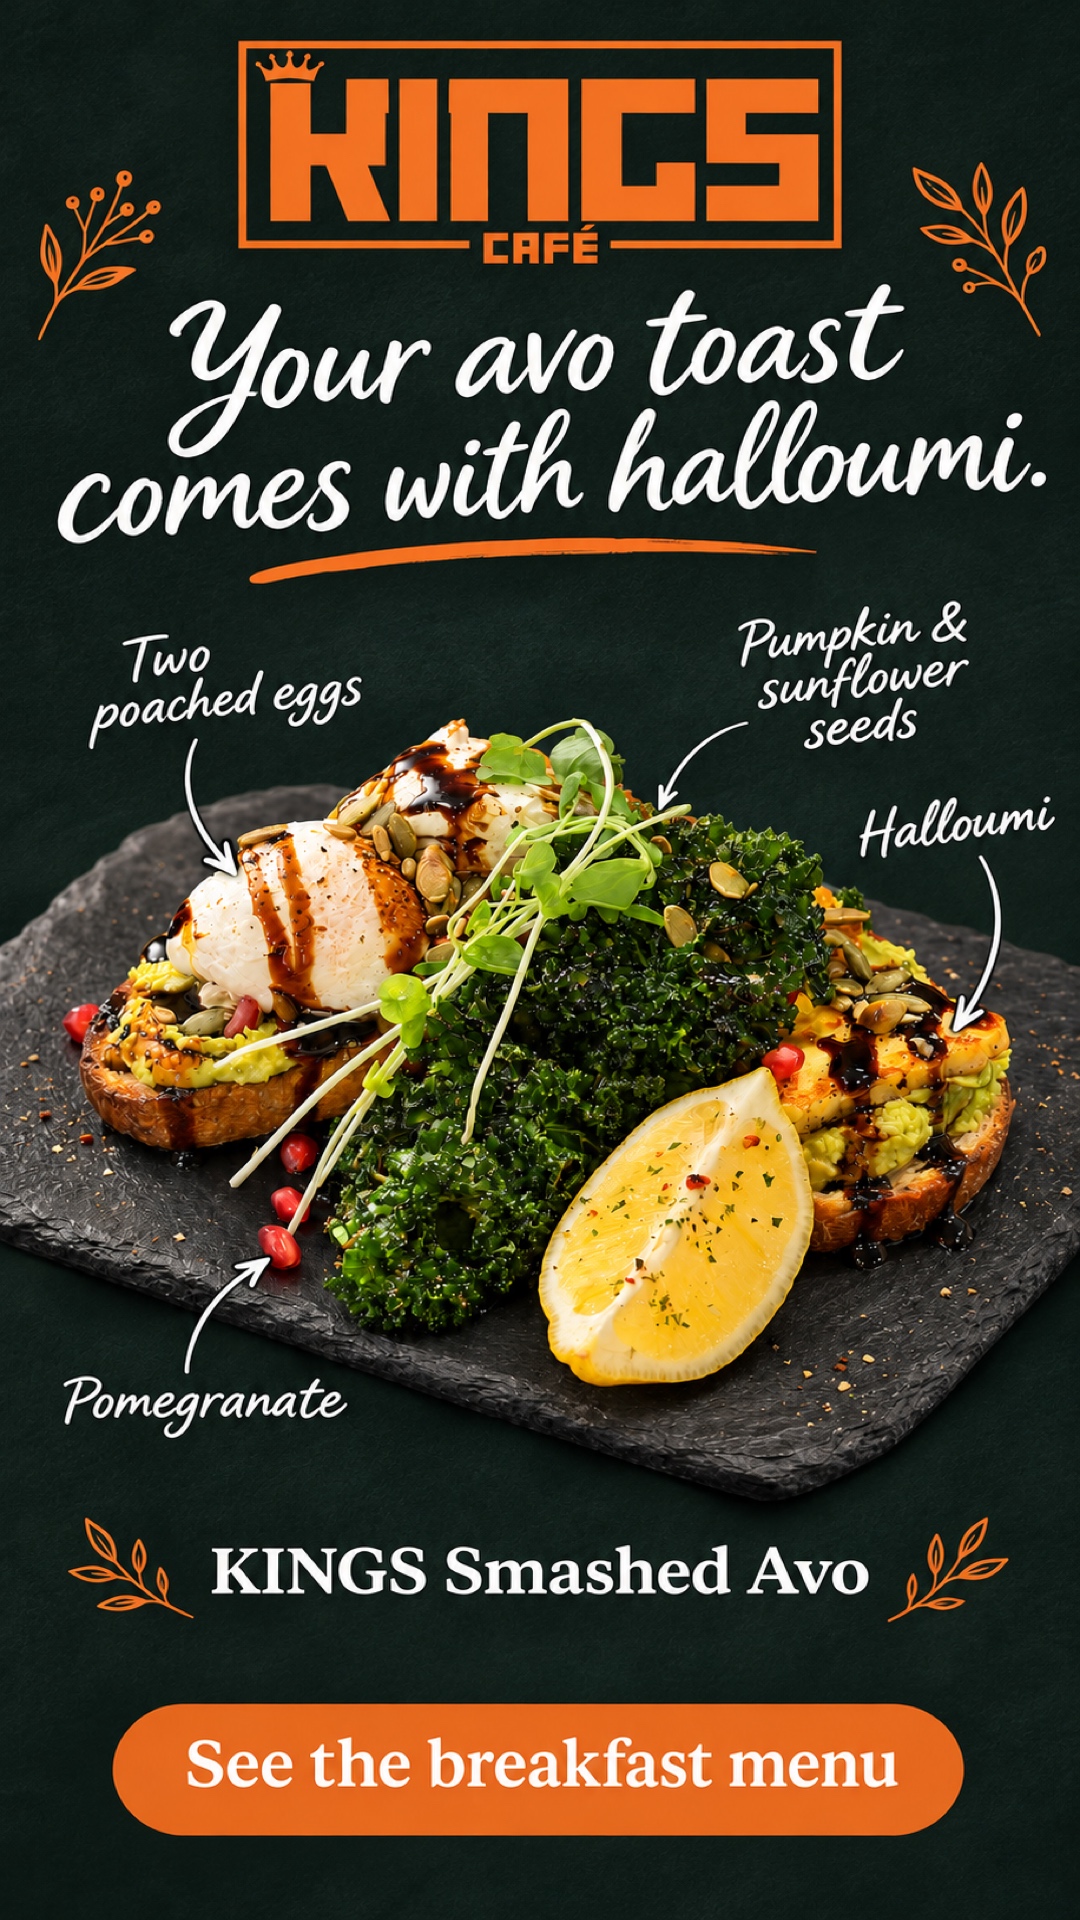 KINGS
CAFÉ
Your avo toast
comes with halloumi.
Two
poached eggs
Pumpkin &
sunflower
seeds
Halloumi
Pomegranate
KINGS Smashed Avo
See the breakfast menu